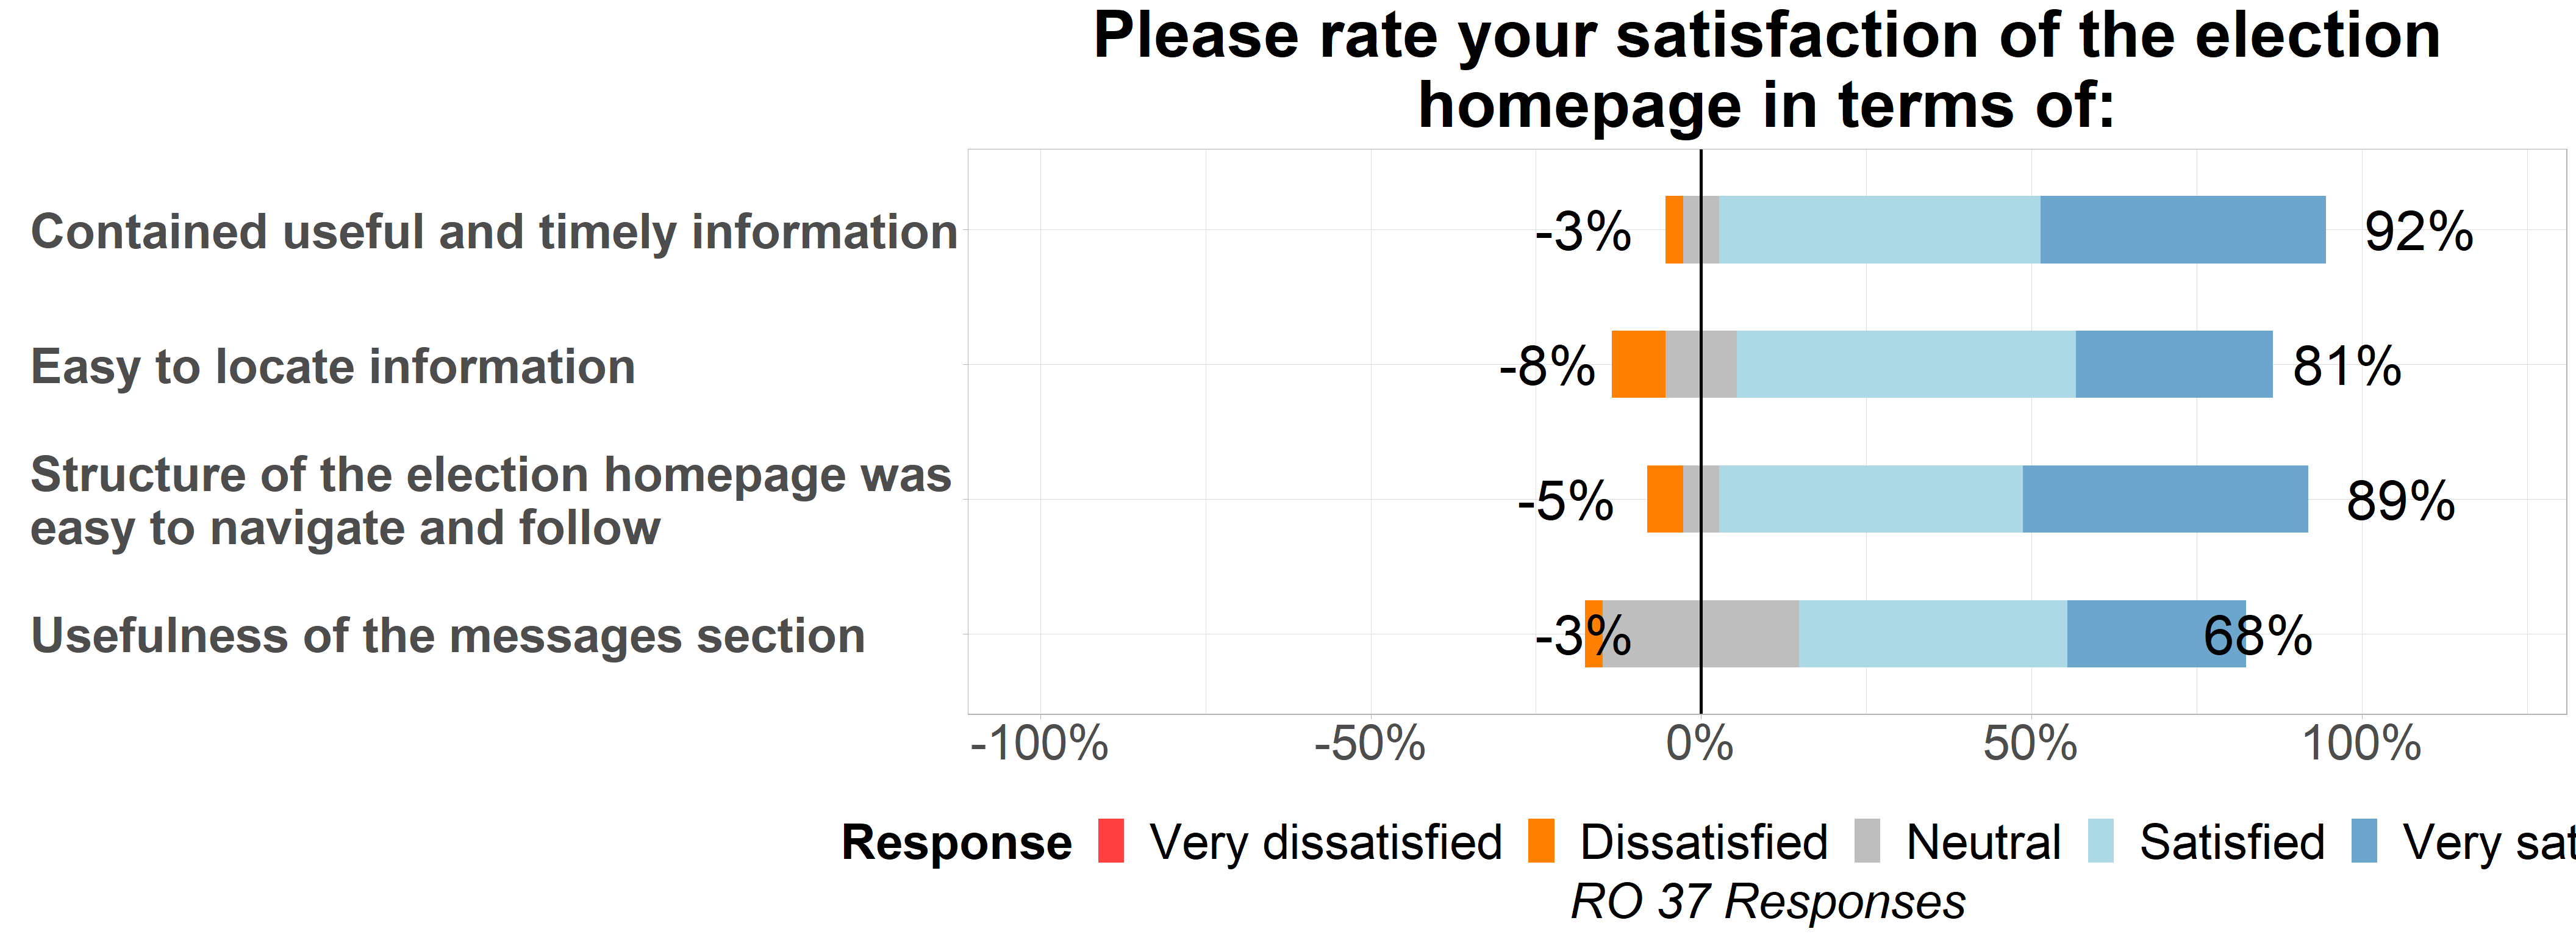 Please rate your satisfaction of the election
homepage in terms of:
Contained useful and timely information
-3%
92%
Easy to locate information
-8%
81%
Structure of the election homepage was
easy to navigate and follow
-5%
89%
Usefulness of the messages section
-3%
68%
-100%
-50%
0%
50%
100%
Response Very dissatisfied Dissatisfied Neutral Satisfied Very sat
RO 37 Responses